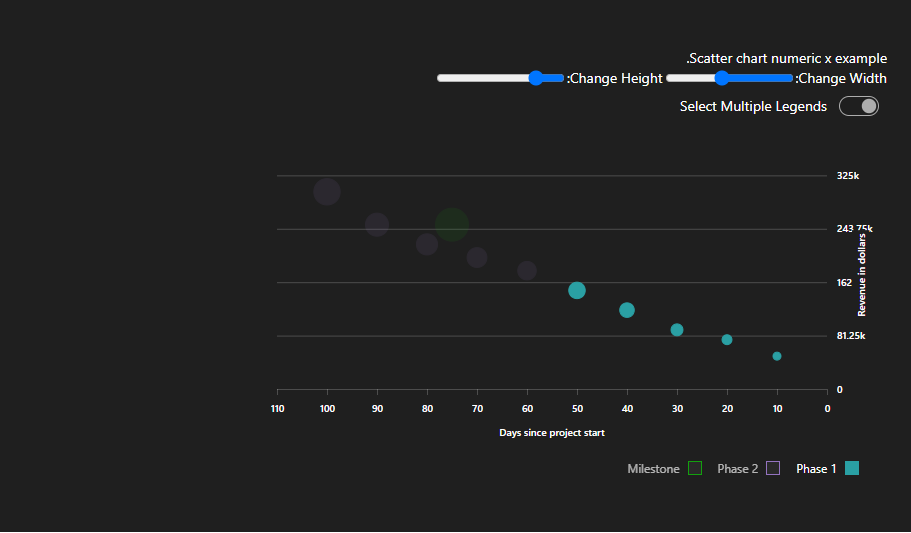 .Scatter chart numeric x example
:Change Width
:Change Height
Select Multiple Legends
325k
243.75k
162
81.25k
0
Revenue in dollars
110 100 90 80 70 60 50 40 30 20 10 0
Days since project start
Milestone Phase 2 Phase 1